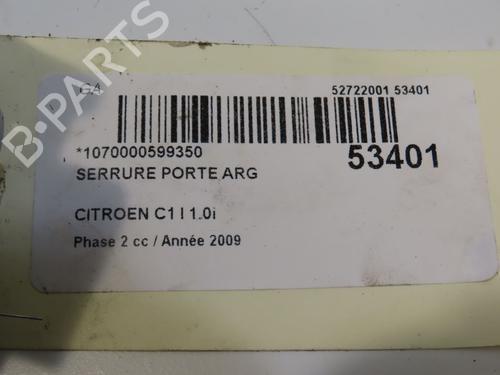 B-PARTS
52722001 53401
*1070000599350
53401
SERRURE PORTE ARG
CITROEN C1 I 1.0i
Phase 2 cc / Année 2009